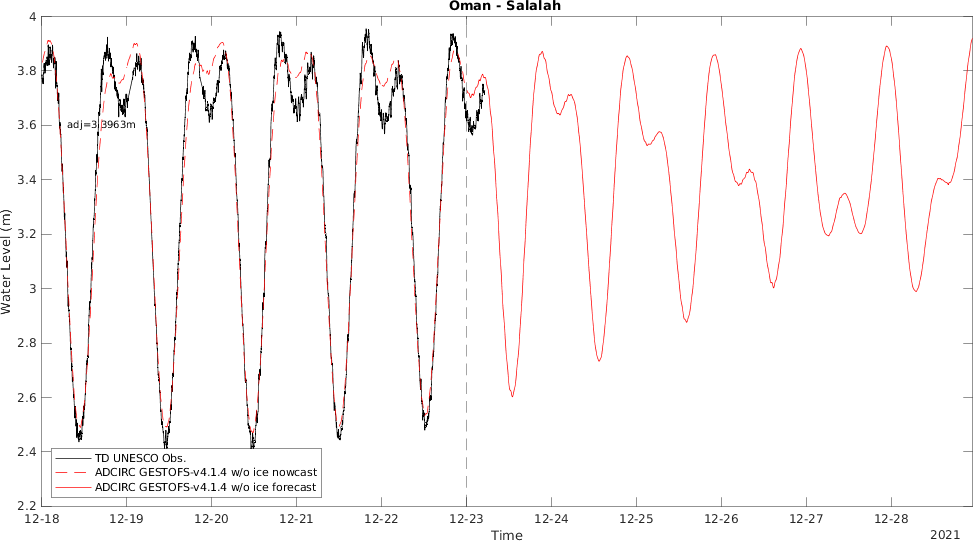 Oman - Salalah
4
3.8
3.6
3.4
3.2
3
2.8
2.6
2.4
2.2
Water Level (m)
adj=3.3963m
TD UNESCO Obs.
ADCIRC GESTOFS-v4.1.4 w/o ice nowcast
ADCIRC GESTOFS-v4.1.4 w/o ice forecast
12-18 12-19 12-20 12-21 12-22 12-23 12-24 12-25 12-26 12-27 12-28
Time
2021